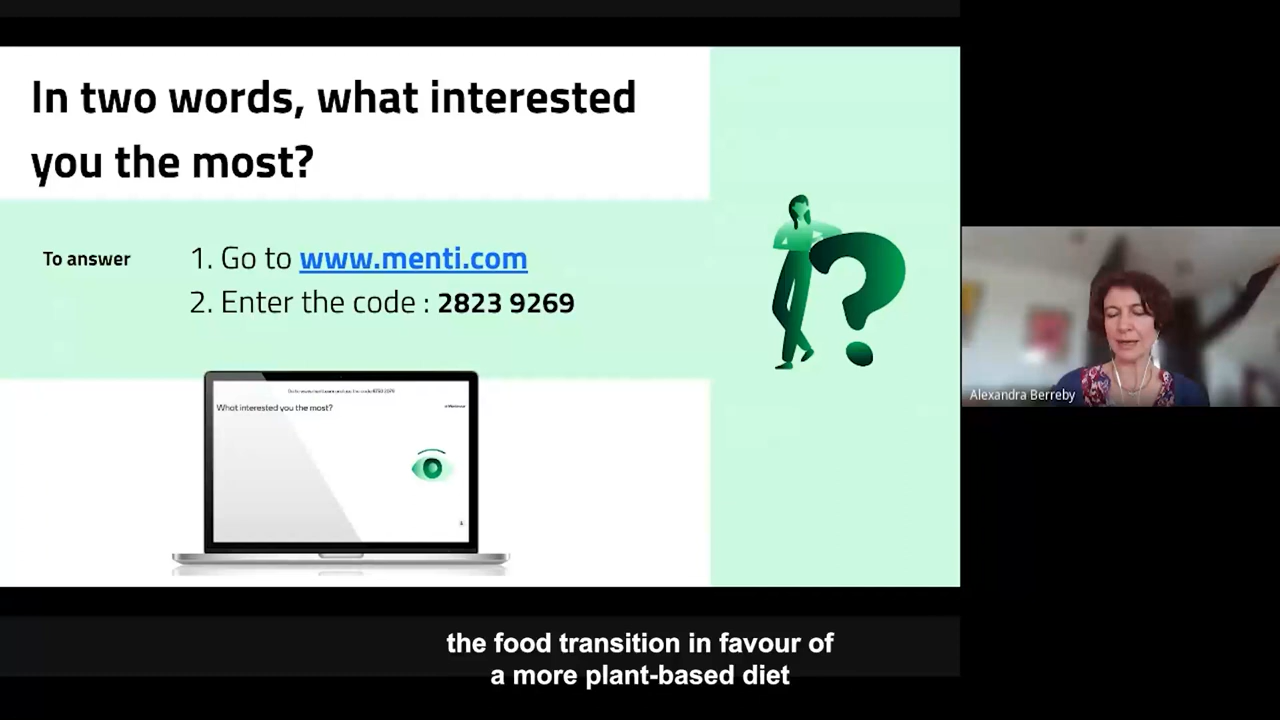 In two words, what interested
you the most?
To answer
1. Go to www.menti.com
2. Enter the code : 2823 9269
What interested you the most?
Alexandra Berreby
the food transition in favour of
a more plant-based diet